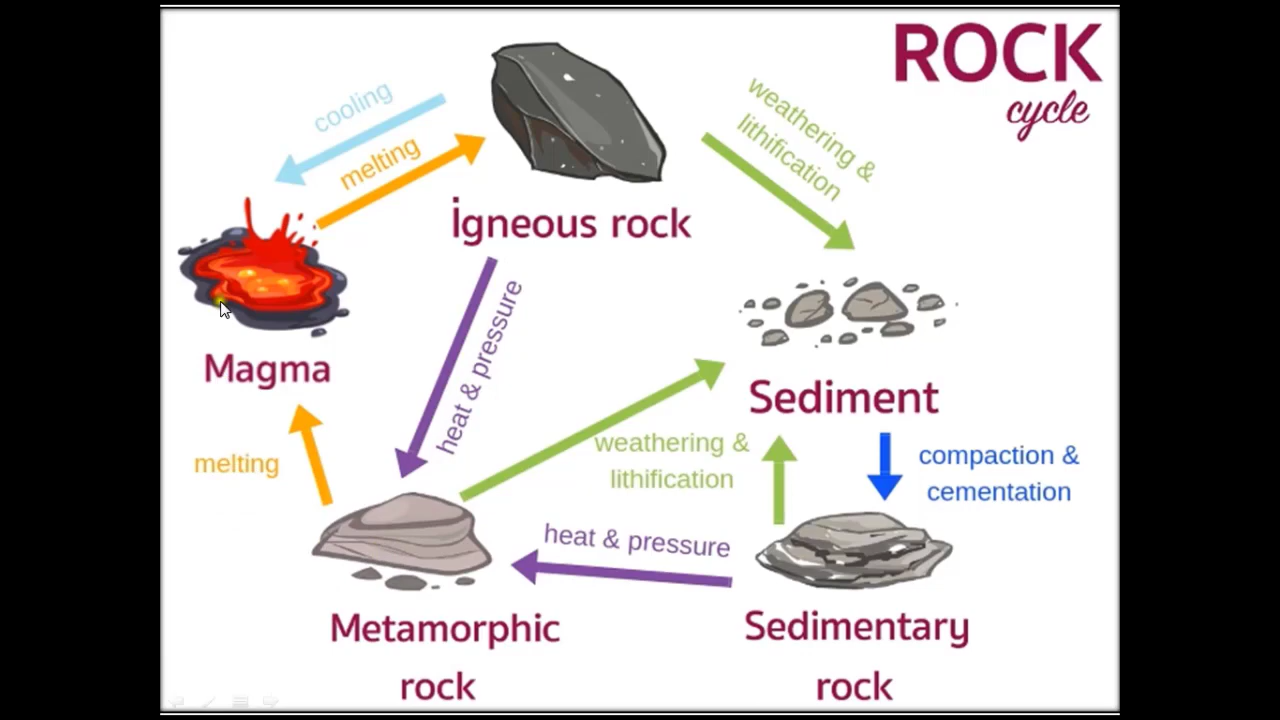 ROCK
cycle
cooling
melting
weathering &
lithification
İgneous rock
Magma
heat & pressure
Sediment
melting
weathering &
lithification
compaction &
cementation
heat & pressure
Metamorphic
rock
Sedimentary
rock